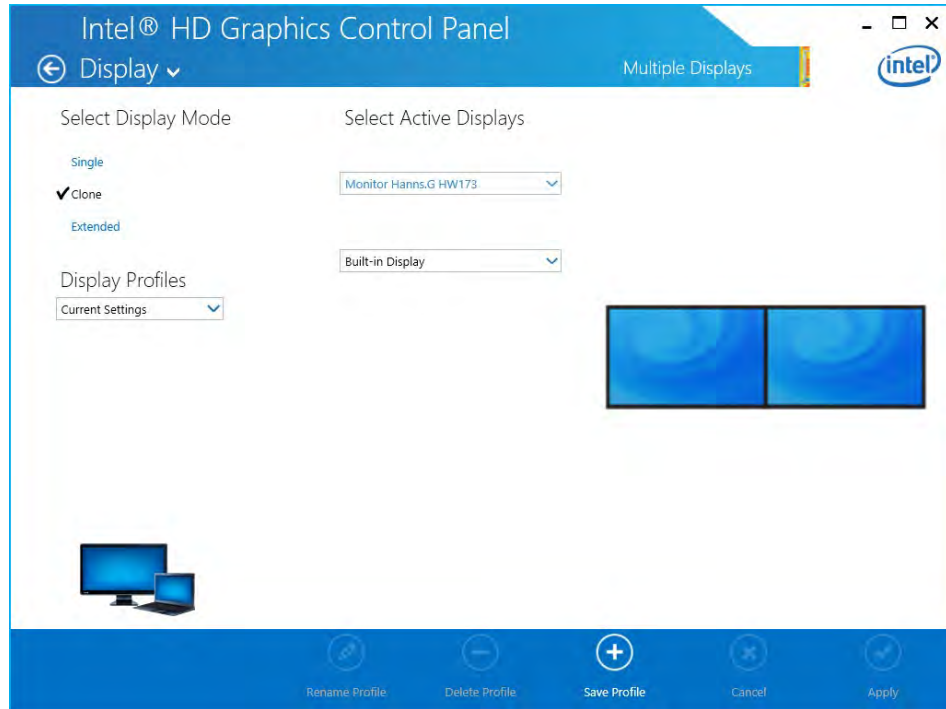 Intel® HD Graphics Control Panel
Display
Multiple Displays
intel
Select Display Mode
Single
Clone
Extended
Display Profiles
Current Settings
Select Active Displays
Monitor Hanns.G HW173
Built-in Display
Rename Profile
Delete Profile
Save Profile
Cancel
Apply